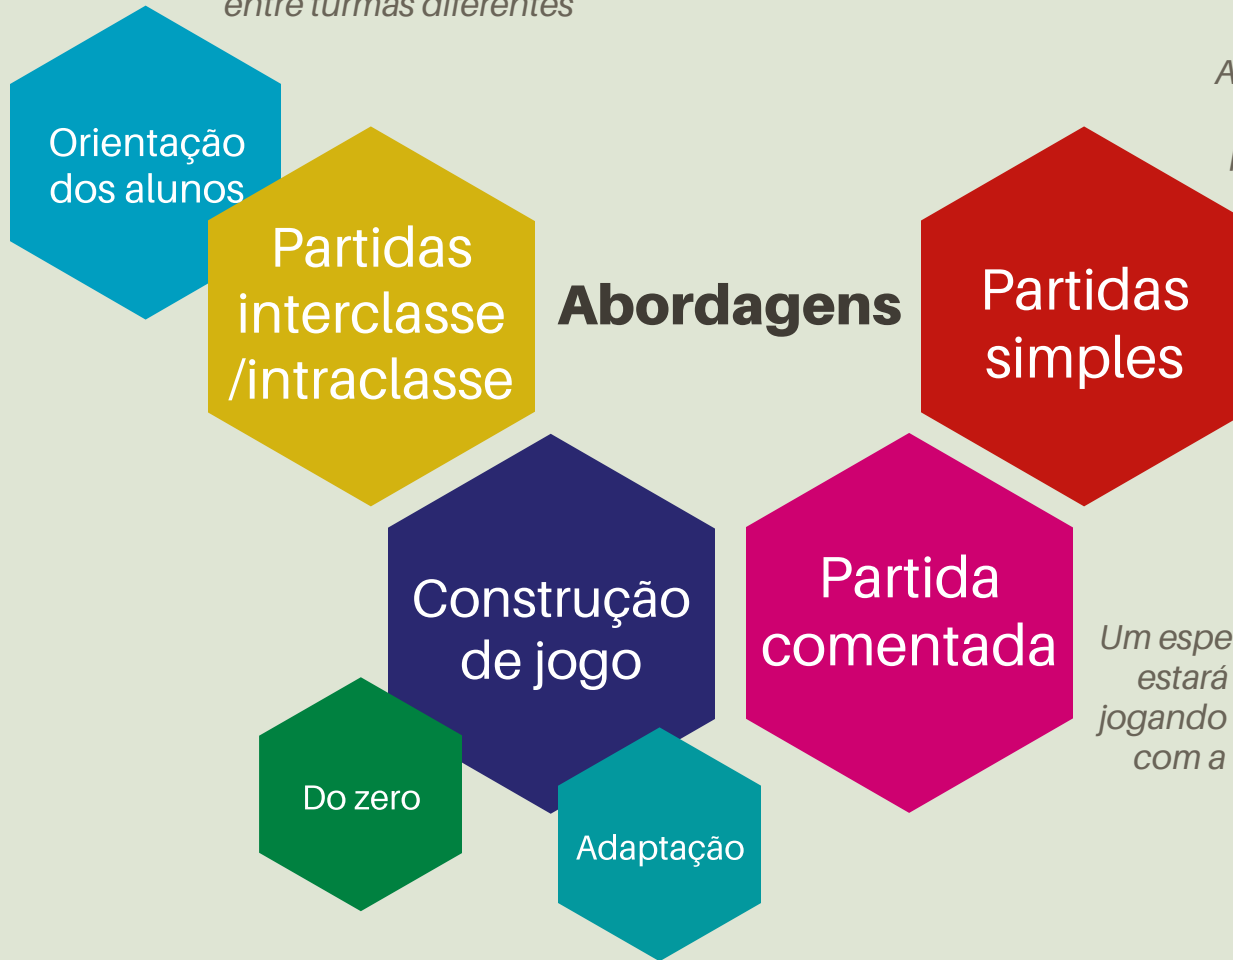 entre turmas diferentes
Orientação
dos alunos
Partidas
interclasse
/intraclasse
Abordagens
Partidas
simples
Construção
de jogo
Partida
comentada
Um
estará
jogando
com a
Do zero
Adaptação